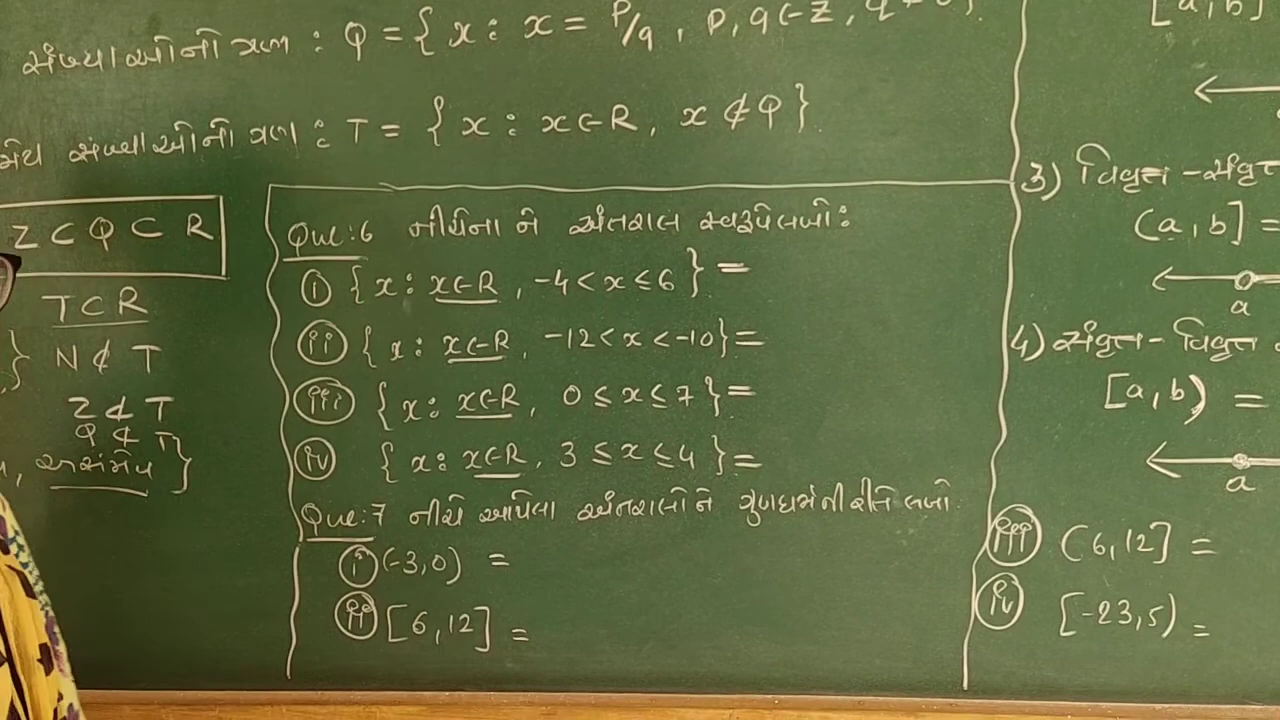 સંખ્યાઓનો ગણ : Q = { x : x = P/q , P, q ∈ Z, q
સંખ્યાઓનો ગણ : T = { x : x ∈ R, x ∉ Q }
Z ⊂ Q ⊂ R
T ⊂ R
N ⊄ T
Z ⊄ T
Q ⊄ T
અસંમેય }
Que:6 નીચેના ને અંતરાલ સ્વરૂપે લખો:
i {x : x ∈ R , -4 < x ≤ 6} =
ii { x : x ∈ R , -12 < x < -10} =
iii { x : x ∈ R , 0 ≤ x ≤ 7 } =
iv { x : x ∈ R , 3 ≤ x ≤ 4 } =
Que:7 નીચે આપેલા અંતરાલોને ગુણધર્મની રીતે લખો.
i (-3,0) =
ii [6,12] =
[a,b]
3) વિવૃત્ત - સંવૃત્ત
(a,b] =
a
4) સંવૃત્ત - વિવૃત્ત
[a,b) =
a
iii (6,12] =
iv [-23,5) =